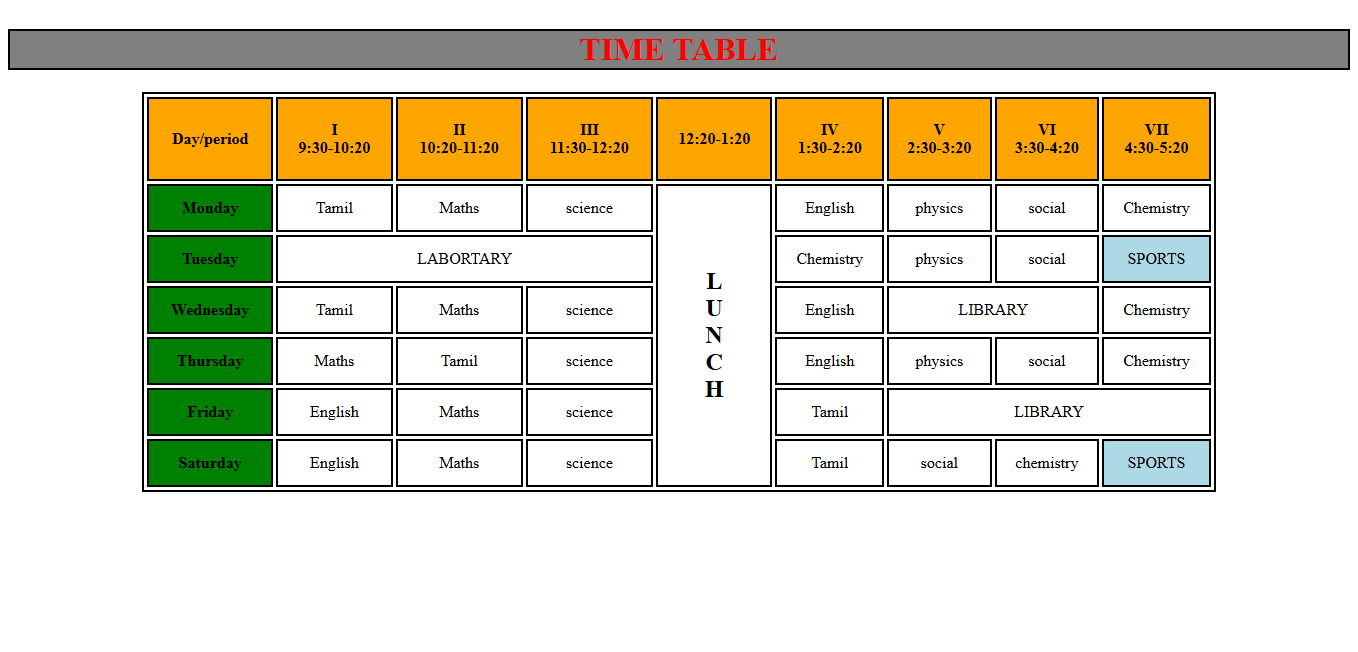 TIME TABLE
Day/period I 9:30-10:20 II 10:20-11:20 III 11:30-12:20 12:20-1:20 IV 1:30-2:20 V 2:30-3:20 VI 3:30-4:20 VII 4:30-5:20
Monday Tamil Maths science L U N C H English physics social Chemistry
Tuesday LABORTARY Chemistry physics social SPORTS
Wednesday Tamil Maths science English LIBRARY Chemistry
Thursday Maths Tamil science English physics social Chemistry
Friday English Maths science Tamil LIBRARY
Saturday English Maths science Tamil social chemistry SPORTS